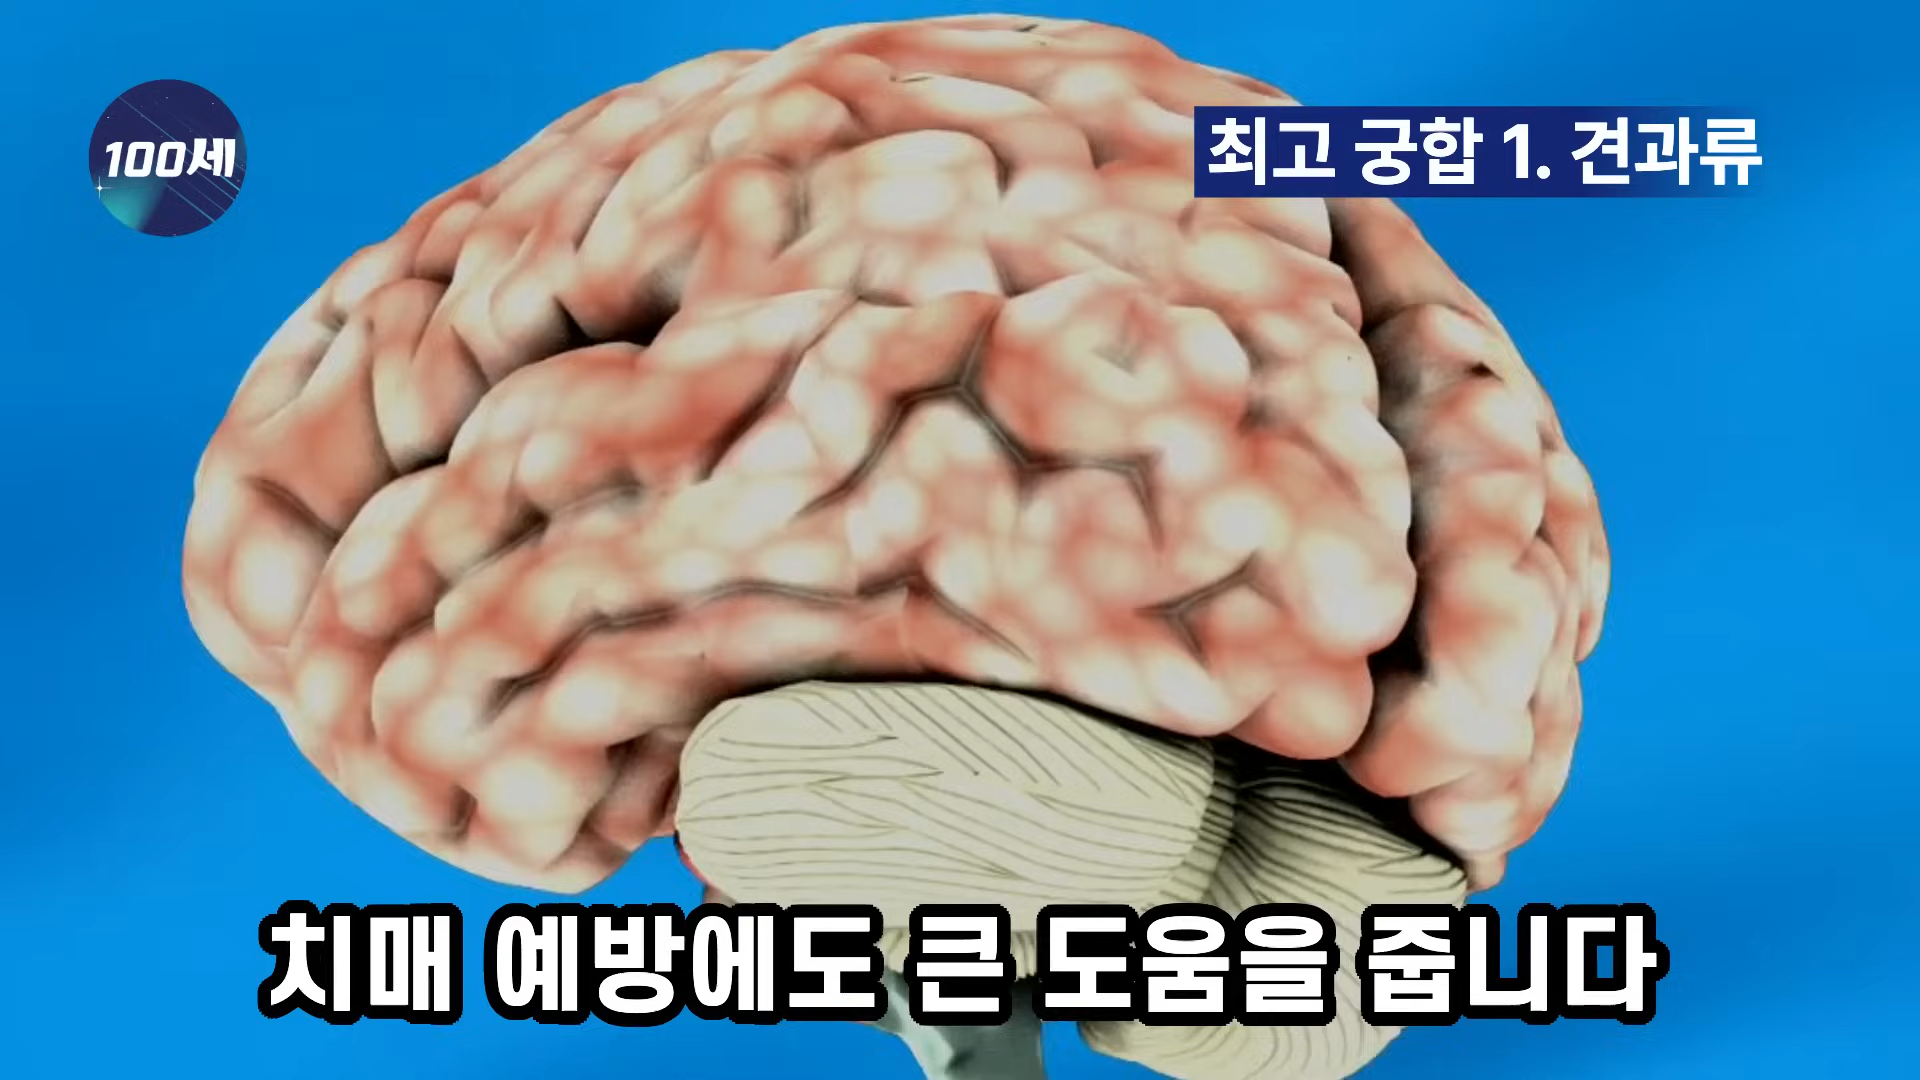 100세
최고 궁합 1. 견과류
치매 예방에도 큰 도움을 줍니다